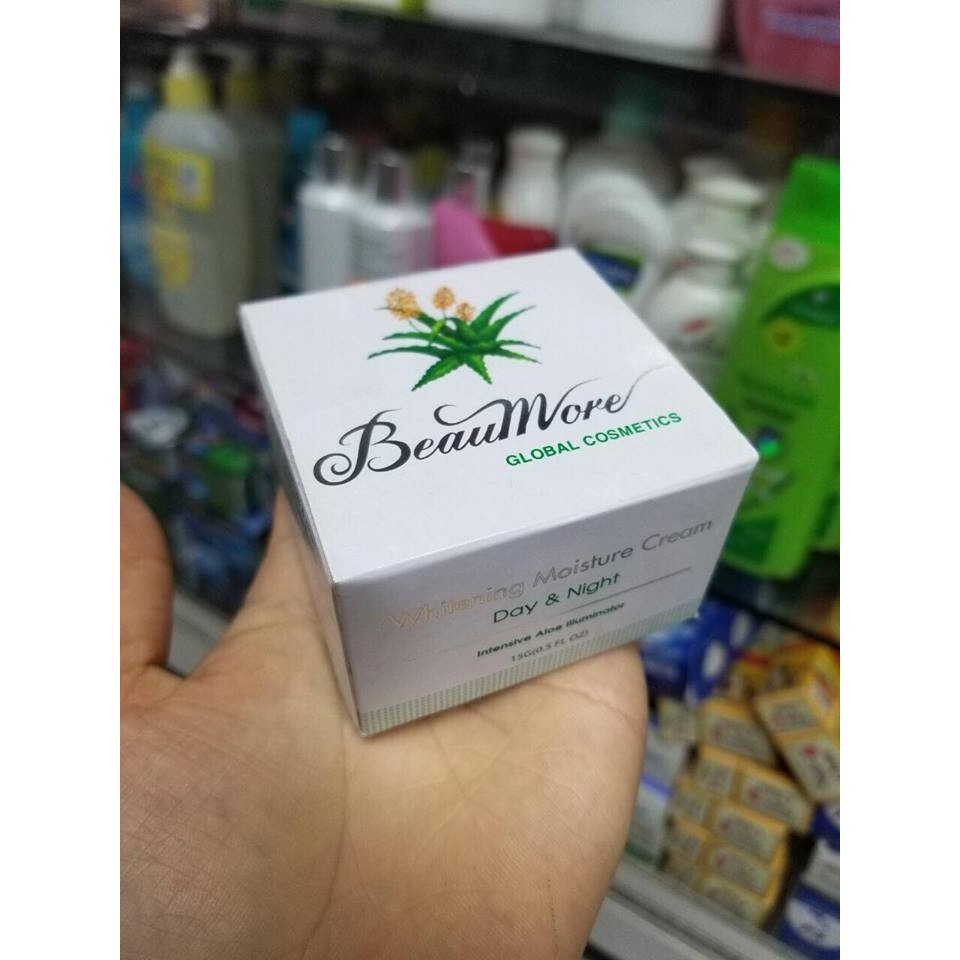 BeauMore
GLOBAL COSMETICS
Whitening Moisture Cream
Day & Night
Intensive Aloe Illuminator
15G(0.5 FL OZ)